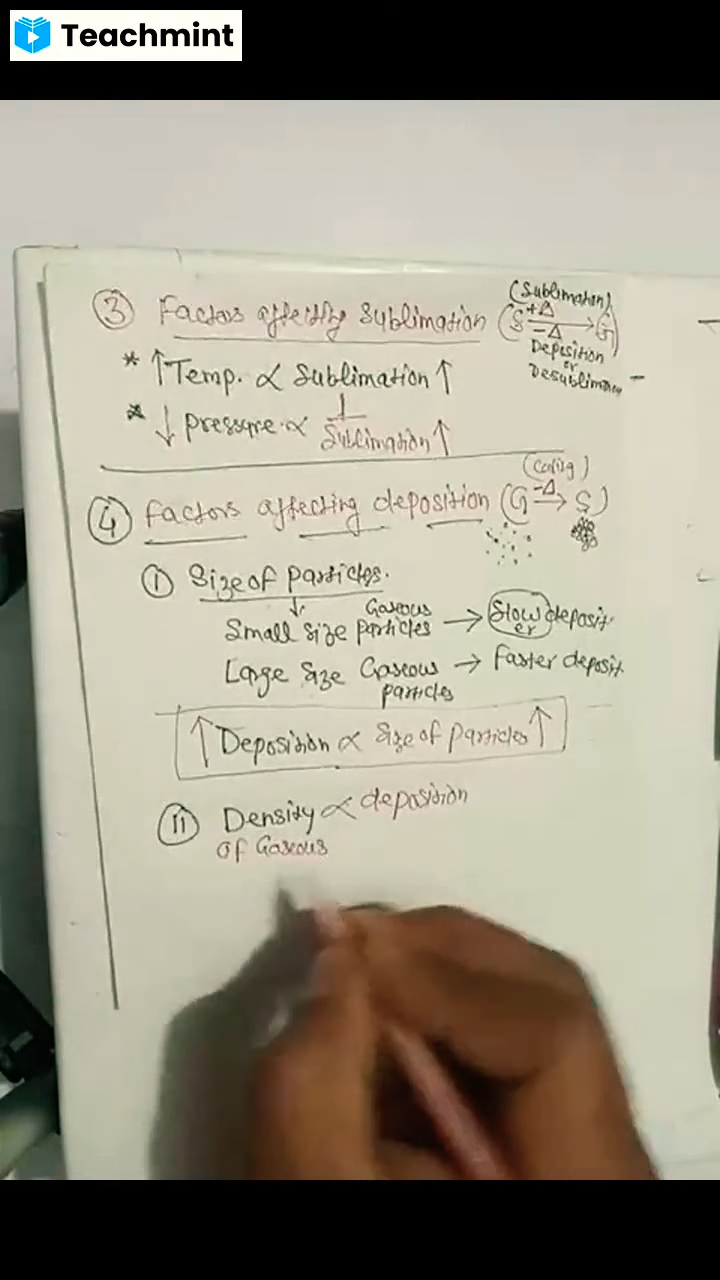 Teachmint
③ Factors affecting Sublimation (S +Δ → G)
(Sublimation)
-Δ
Deposition
or
Desublimation
* ↑Temp. ∝ Sublimation ↑
* ↓ Pressure ∝ Sublimation ↑
④ Factors affecting deposition (G -Δ → S)
(Coling)
① Size of Particles.
Small size Gaseous Particles → Slower deposit
Large Size Gaseous particles → Faster deposit
↑ Deposition ∝ Size of Particles ↑
⑪ Density ∝ deposition
of Gaseous